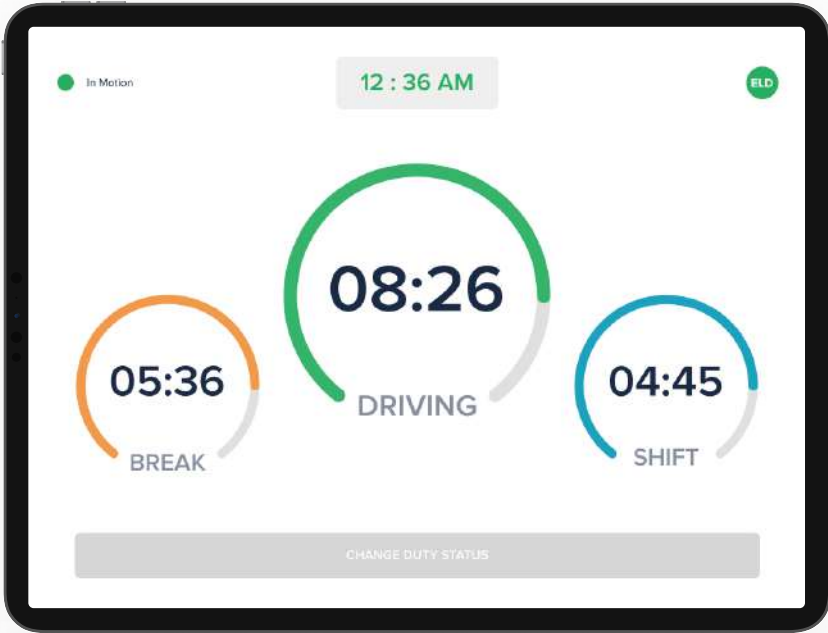 In Motion
12 : 36 AM
ELD
08:26
DRIVING
05:36
BREAK
04:45
SHIFT
CHANGE DUTY STATUS